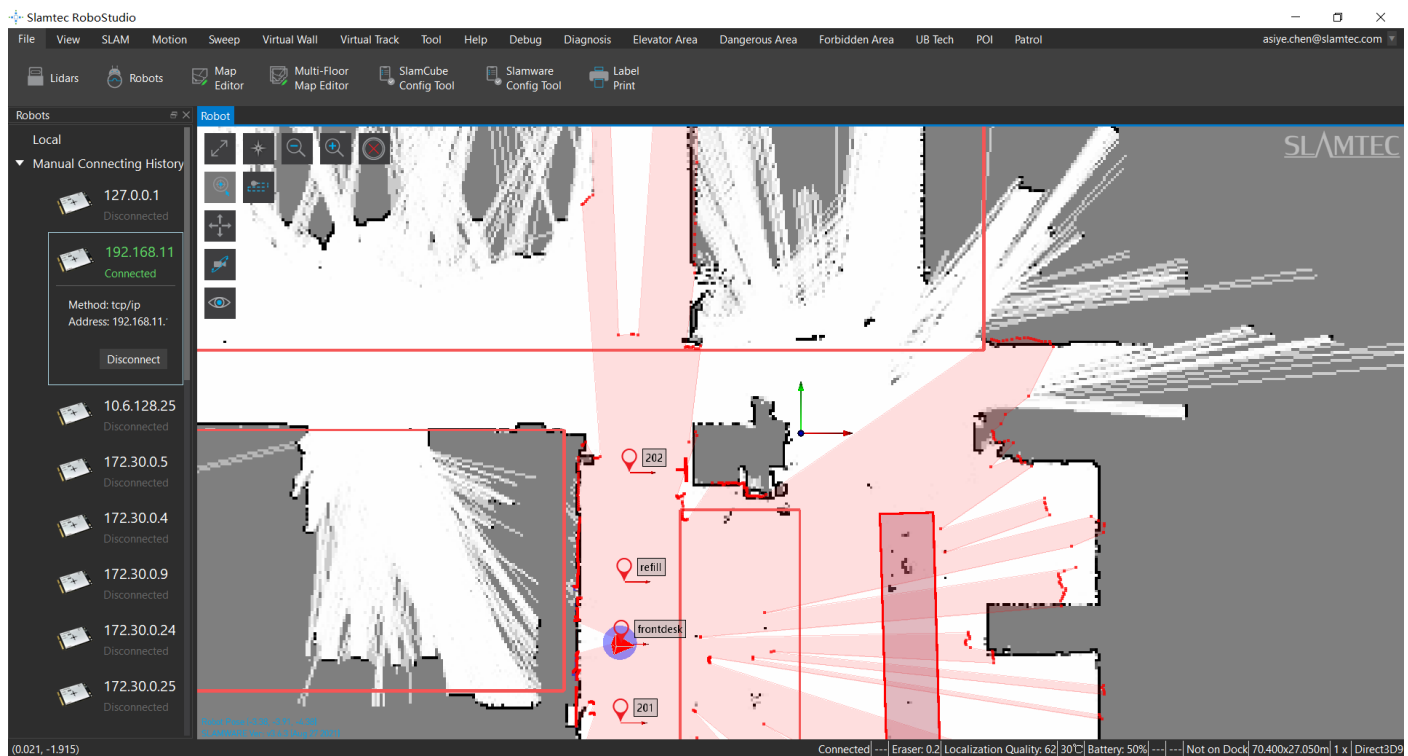 Slamtec RoboStudio
File View SLAM Motion Sweep Virtual Wall Virtual Track Tool Help Debug Diagnosis Elevator Area Dangerous Area Forbidden Area UB Tech POI Patrol asiye.chen@slamtec.com
Lidars
Robots
Map
Editor
Multi-Floor
Map Editor
SlamCube
Config Tool
Slamware
Config Tool
Label
Print
Robots
Robot
Local
Manual Connecting History
127.0.0.1
Disconnected
192.168.11
Connected
Method: tcp/ip
Address: 192.168.11.
Disconnect
10.6.128.25
Disconnected
172.30.0.5
Disconnected
172.30.0.4
Disconnected
172.30.0.9
Disconnected
172.30.0.24
Disconnected
172.30.0.25
Disconnected
SLAMTEC
202
refill
frontdesk
201
(0.021, -1.915)
Connected --- Eraser: 0.2 Localization Quality: 62 30℃ Battery: 50% --- --- Not on Dock 70.400x27.050m 1 x Direct3D9